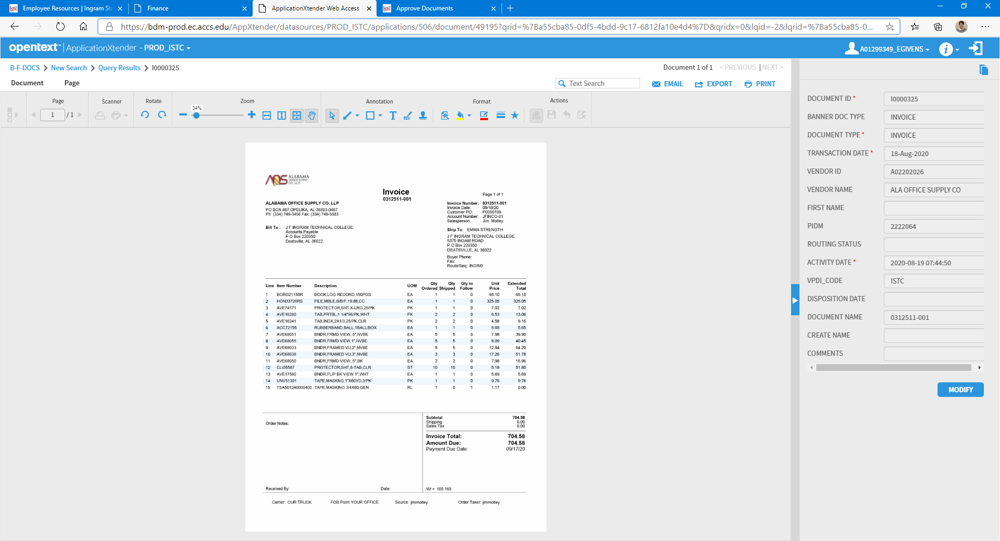 Employee Resources | Ingram Sta
Finance
ApplicationXtender Web Access
ISTC Approve Documents
https://bdm-prod.ec.accs.edu/AppXtender/datasources/PROD_ISTC/applications/506/document/49195?qrid=%7Ba55cba85-0df5-4bdd-9c17-6812fa10e4d4%7D&qridx=0&lqid=-2&lqrid=%7Ba55cba85-0...
opentext™ | ApplicationXtender - PROD_ISTC
A01299349_EGIVENS
B-F-DOCS > New Search > Query Results > I0000325
Document 1 of 1 < PREVIOUS | NEXT >
Document Page
Text Search EMAIL EXPORT PRINT
Page Scanner Rotate Zoom Annotation Format Actions
34%
1 / 1
ALABAMA
OFFICE SUPPLY
CO. L.L.P.
Invoice
0312511-001
Page 1 of 1
ALABAMA OFFICE SUPPLY CO. LLP
PO BOX 467 OPELIKA, AL 36803-0467
Ph: (334) 749-3456 Fax: (334) 749-5583
Invoice Number: 0312511-001
Invoice Date: 08/18/20
Customer PO: P0000189
Account Number: JFINCO-01
Salesperson: Jim Motley
Bill To : J F INGRAM TECHNICAL COLLEGE
Accounts Payable
P O Box 220350
Deatsville, AL 36022
Ship To: EMMA STRENGTH
J F INGRAM TECHNICAL COLLEGE
5375 INGAM ROAD
P O Box 220350
DEATSVILLE, AL 36022
Buyer Phone:
Fax:
Route/Seq: INGR/0
Line Item Number Description UOM Qty Ordered Qty Shipped Qty to Follow Unit Price Extended Total
1 BORG21150R BOOK,LOG RECORD,150PGS EA 1 1 0 65.10 65.10
2 HON33720RS FILE,MBLE,B/B/F,19.88,CC EA 1 1 0 325.05 325.05
3 AVE74171 PROTECTOR,SHT,X-LRG,25/PK PK 1 1 0 7.02 7.02
4 AVE16280 TAB,PRTBL,1 1/4"96/PK,WHT PK 2 2 0 6.53 13.06
5 AVE16241 TAB,INDX,2X1/3,25/PK,CLR PK 2 2 0 4.58 9.16
6 ACC72155 RUBBERBAND,BALL,1BALL/BOX EA 1 1 0 5.65 5.65
7 AVE68051 BNDR,FRMD VIEW,.5",NVBE EA 5 5 0 7.98 39.90
8 AVE68055 BNDR,FRMD VIEW,1",NVBE EA 5 5 0 8.09 40.45
9 AVE68033 BNDR,FRAMED VU,2",NVBE EA 5 5 0 12.84 64.20
10 AVE68038 BNDR,FRAMED VU,3",NVBE EA 3 3 0 17.26 51.78
11 AVE68050 BNDR,FRMD VIEW,.5",BK EA 2 2 0 7.98 15.96
12 CLI05587 PROTECTOR,SHT,8-TAB,CLR ST 10 10 0 5.18 51.80
13 AVE17580 BNDR,FLIP BK VIEW 1",WHT EA 1 1 0 5.69 5.69
14 UNV51301 TAPE,MASKNG,1"X60YD,3/PK PK 1 1 0 9.76 9.76
15 TSA501240000400 TAPE,MASKING 3/4X60 GEN RL 1 0 1 1.17 0.00
Order Notes:
Subtotal 704.58
Shipping 0.00
Sales Tax 0.00
Invoice Total: 704.58
Amount Due: 704.58
Payment Due Date: 09/17/20
Received By: Date: Wt = 105.169
Carrier: OUR TRUCK FOB Point: YOUR OFFICE Source: jimmotley Order Taker: jimmotley
DOCUMENT ID * I0000325
BANNER DOC TYPE INVOICE
DOCUMENT TYPE * INVOICE
TRANSACTION DATE * 18-Aug-2020
VENDOR ID A02202026
VENDOR NAME ALA OFFICE SUPPLY CO
FIRST NAME
PIDM 2222064
ROUTING STATUS
ACTIVITY DATE * 2020-08-19 07:44:50
VPDI_CODE ISTC
DISPOSITION DATE
DOCUMENT NAME 0312511-001
CREATE NAME
COMMENTS
MODIFY